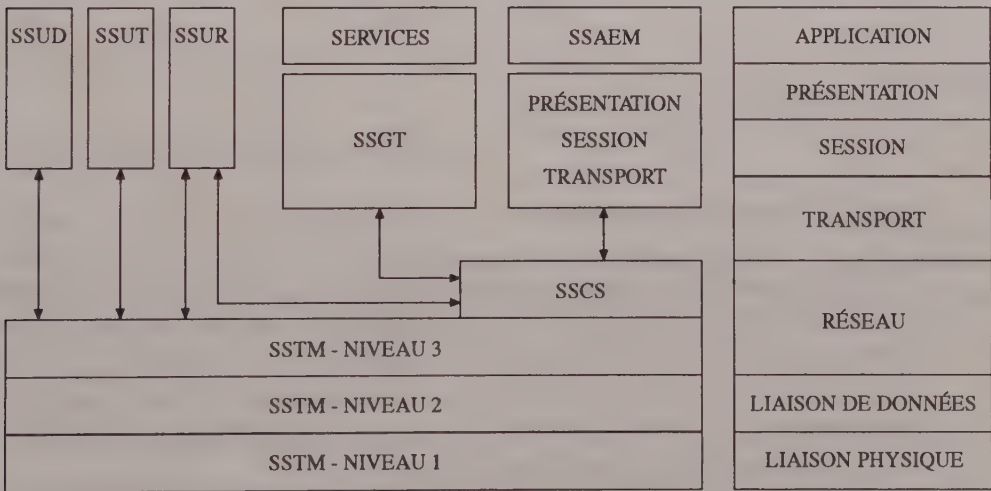 SSUD
SSUT
SSUR
SERVICES
SSAEM
APPLICATION
SSGT
PRÉSENTATION
SESSION
TRANSPORT
PRÉSENTATION
SESSION
TRANSPORT
SSCS
RÉSEAU
SSTM - NIVEAU 3
SSTM - NIVEAU 2
LIAISON DE DONNÉES
SSTM - NIVEAU 1
LIAISON PHYSIQUE